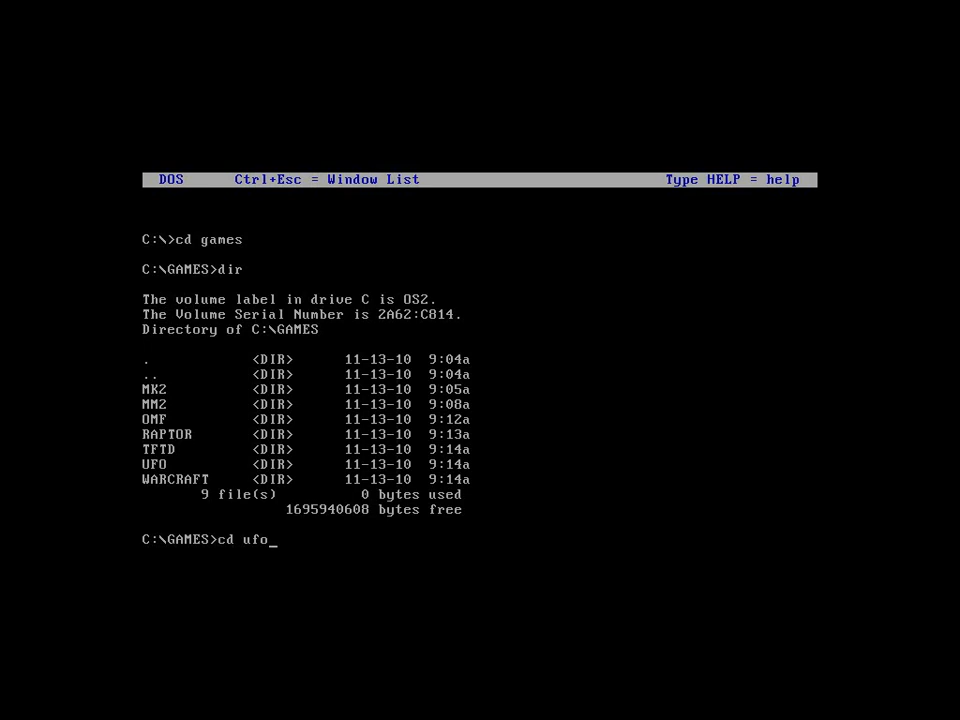 DOS Ctrl+Esc = Window List Type HELP = help
C:\>cd games
C:\GAMES>dir
The volume label in drive C is OS2.
The Volume Serial Number is 2A62:C814.
Directory of C:\GAMES
. <DIR> 11-13-10 9:04a
.. <DIR> 11-13-10 9:04a
MK2 <DIR> 11-13-10 9:05a
MM2 <DIR> 11-13-10 9:08a
OMF <DIR> 11-13-10 9:12a
RAPTOR <DIR> 11-13-10 9:13a
TFTD <DIR> 11-13-10 9:14a
UFO <DIR> 11-13-10 9:14a
WARCRAFT <DIR> 11-13-10 9:14a
9 file(s) 0 bytes used
1695940608 bytes free
C:\GAMES>cd ufo_